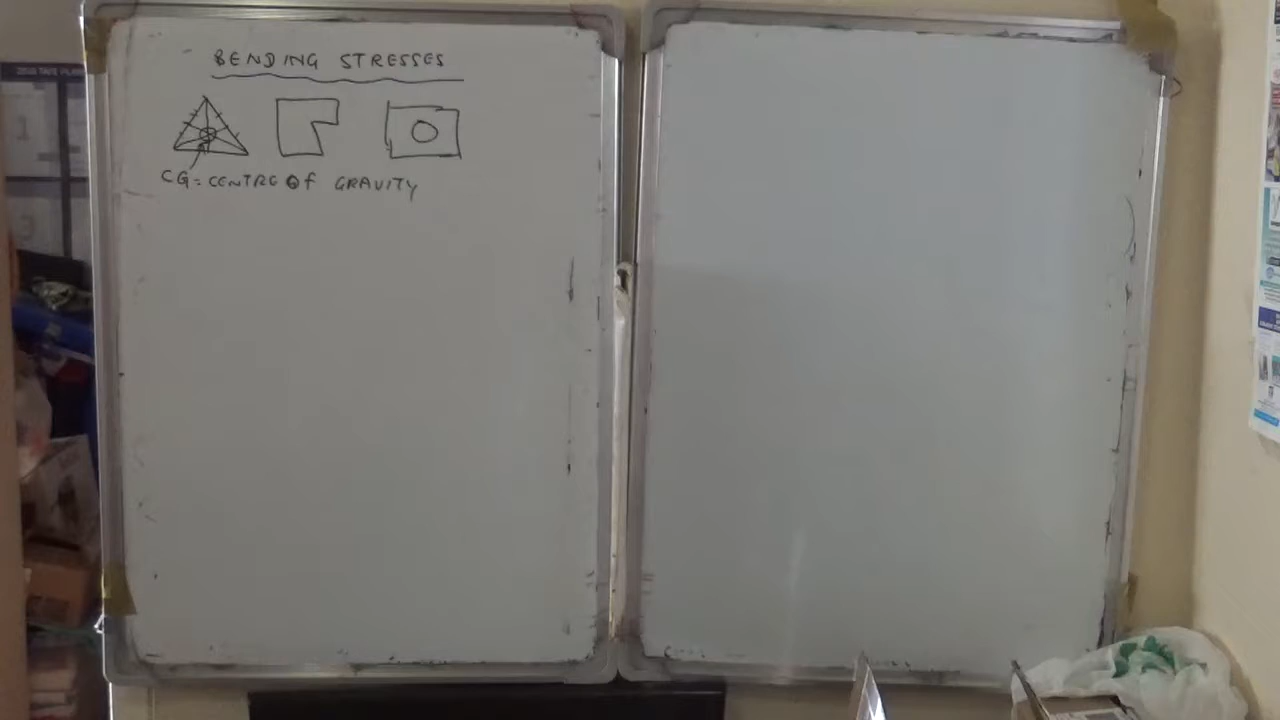 BENDING STRESSES
CG = CENTRE OF GRAVITY